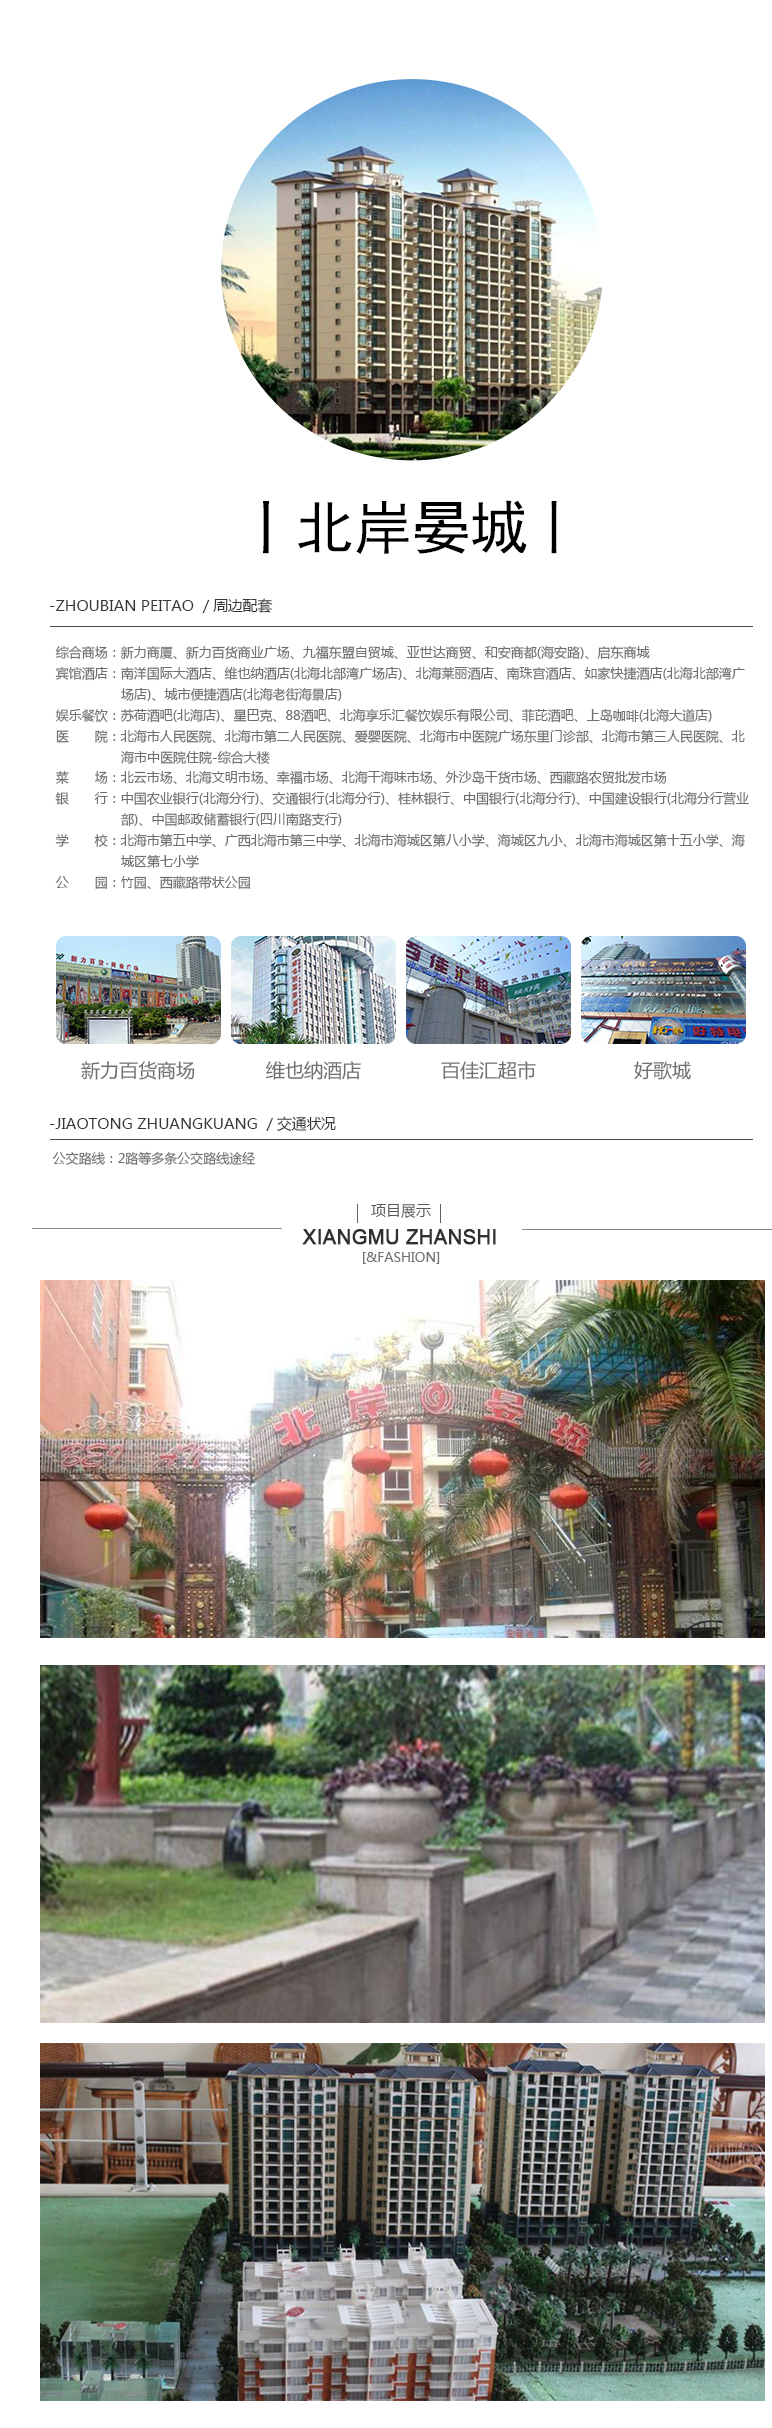 丨北岸晏城丨
-ZHOUBIAN PEITAO / 周边配套
综合商场：新力商厦、新力百货商业广场、九福东盟自贸城、亚世达商贸、和安商都(海安路)、启东商城
宾馆酒店：南洋国际大酒店、维也纳酒店(北海北部湾广场店)、北海莱丽酒店、南珠宫酒店、如家快捷酒店(北海北部湾广
场店)、城市便捷酒店(北海老街海景店)
娱乐餐饮：苏荷酒吧(北海店)、星巴克、88酒吧、北海享乐汇餐饮娱乐有限公司、菲芘酒吧、上岛咖啡(北海大道店)
医　　院：北海市人民医院、北海市第二人民医院、爱婴医院、北海市中医院广场东里门诊部、北海市第三人民医院、北
海市中医院住院-综合大楼
菜　　场：北云市场、北海文明市场、幸福市场、北海干海味市场、外沙岛干货市场、西藏路农贸批发市场
银　　行：中国农业银行(北海分行)、交通银行(北海分行)、桂林银行、中国银行(北海分行)、中国建设银行(北海分行营业
部)、中国邮政储蓄银行(四川南路支行)
学　　校：北海市第五中学、广西北海市第三中学、北海市海城区第八小学、海城区九小、北海市海城区第十五小学、海
城区第七小学
公　　园：竹园、西藏路带状公园
新力百货·商业广场
百佳汇超市
新力百货商场
维也纳酒店
百佳汇超市
好歌城
-JIAOTONG ZHUANGKUANG / 交通状况
公交路线：2路等多条公交路线途经
项目展示
XIANGMU ZHANSHI
[&FASHION]
北岸晏城
BEI AN